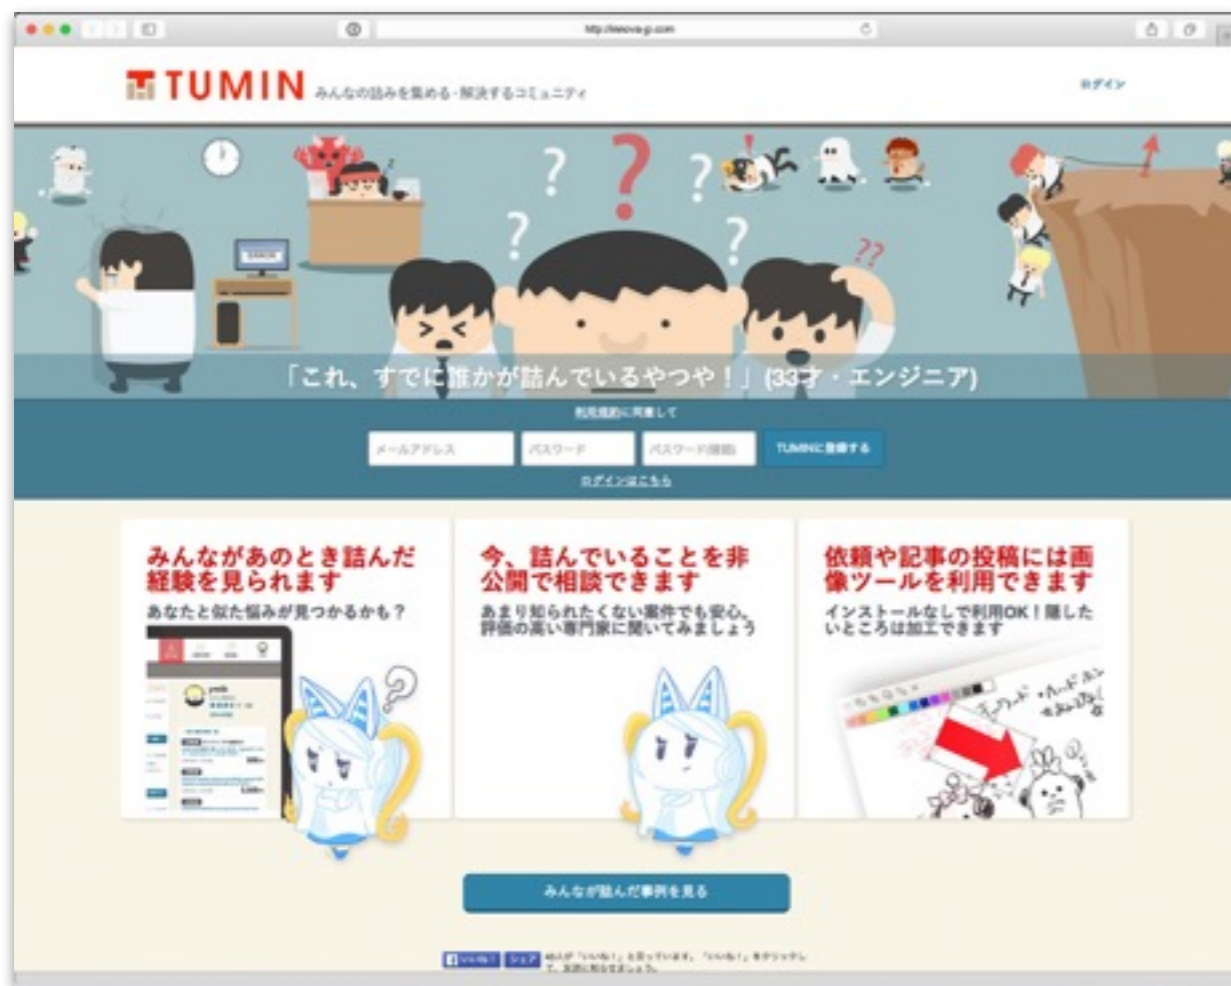 TUMIN みんなの詰みを集める・解決するコミュニティ
ログイン
ERROR
「これ、すでに誰かが詰んでいるやつや！」(33才・エンジニア)
利用規約に同意して
メールアドレス
パスワード
パスワード(確認)
TUMINに登録する
ログインはこちら
みんながあのとき詰んだ
経験を見られます
あなたと似た悩みが見つかるかも？
今、詰んでいることを非
公開で相談できます
あまり知られたくない案件でも安心。
評価の高い専門家に聞いてみましょう
依頼や記事の投稿には画
像ツールを利用できます
インストールなしで利用OK！隠した
いところは加工できます
みんなが詰んだ事例を見る
いいね！ シェア